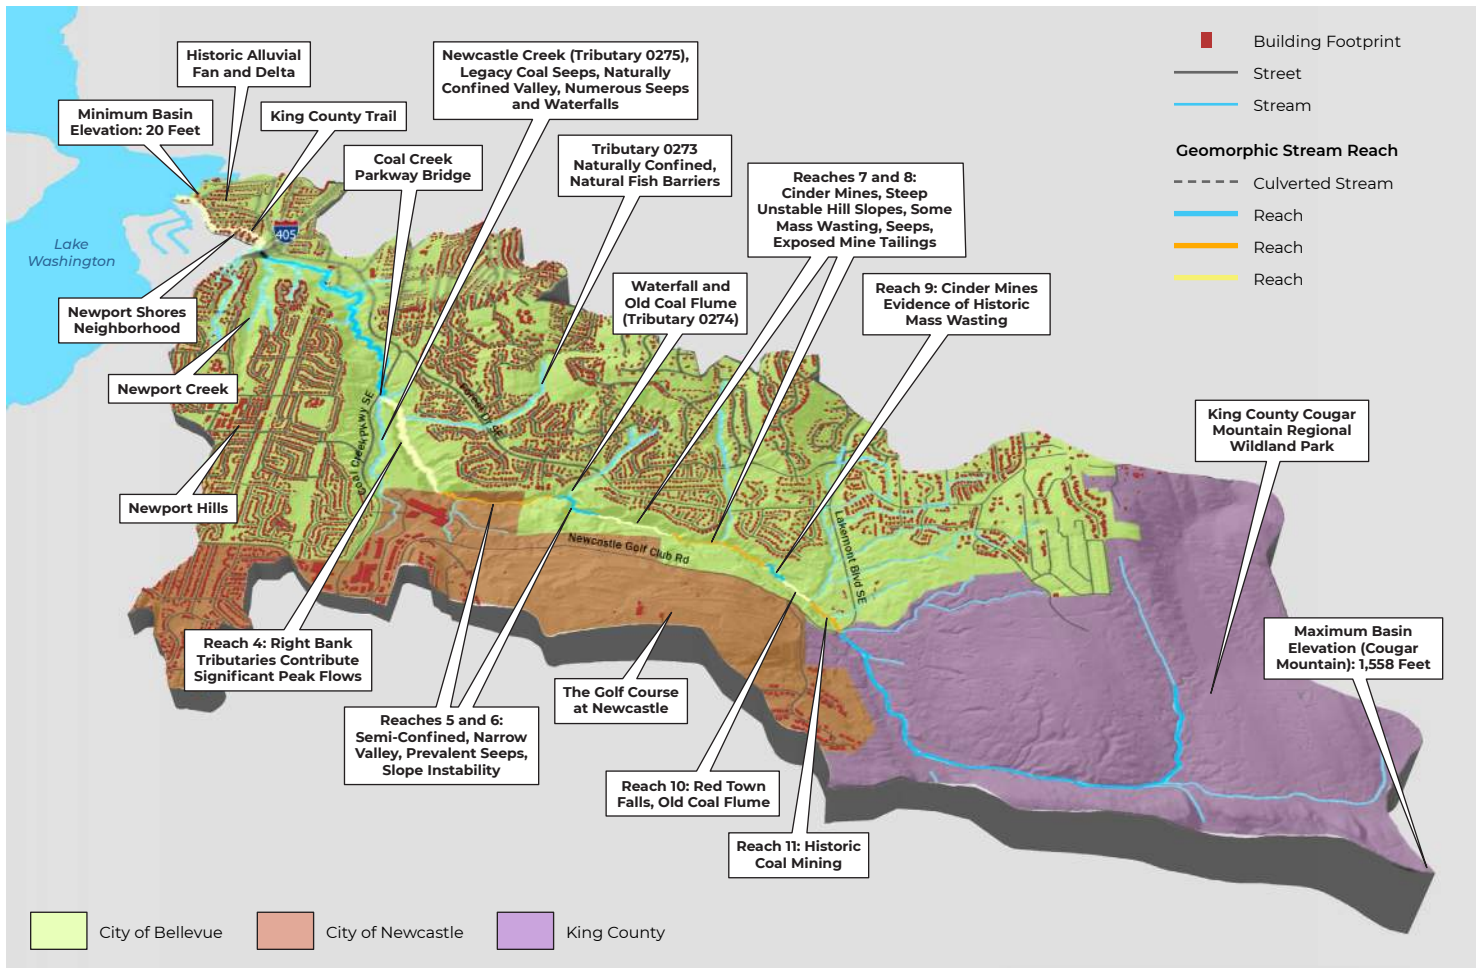 Historic Alluvial
Fan and Delta
Minimum Basin
Elevation: 20 Feet
King County Trail
Newcastle Creek (Tributary 0275),
Legacy Coal Seeps, Naturally
Confined Valley, Numerous Seeps
and Waterfalls
Coal Creek
Parkway Bridge
Tributary 0273
Naturally Confined,
Natural Fish Barriers
Reaches 7 and 8:
Cinder Mines, Steep
Unstable Hill Slopes, Some
Mass Wasting, Seeps,
Exposed Mine Tailings
Building Footprint
Street
Stream
Geomorphic Stream Reach
Culverted Stream
Reach
Reach
Reach
405
Lake
Washington
Newport Shores
Neighborhood
Waterfall and
Old Coal Flume
(Tributary 0274)
Reach 9: Cinder Mines
Evidence of Historic
Mass Wasting
Newport Creek
Coal Creek Pkwy SE
King County Cougar
Mountain Regional
Wildland Park
Newport Hills
Newcastle Golf Club Rd
Lakemont Blvd SE
Reach 4: Right Bank
Tributaries Contribute
Significant Peak Flows
Maximum Basin
Elevation (Cougar
Mountain): 1,558 Feet
The Golf Course
at Newcastle
Reaches 5 and 6:
Semi-Confined, Narrow
Valley, Prevalent Seeps,
Slope Instability
Reach 10: Red Town
Falls, Old Coal Flume
Reach 11: Historic
Coal Mining
City of Bellevue
City of Newcastle
King County